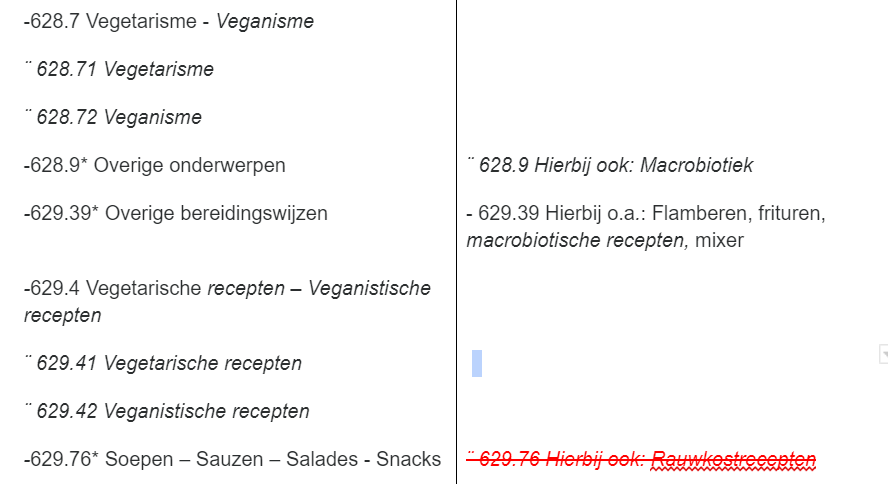 -628.7 Vegetarisme - Veganisme
¨ 628.71 Vegetarisme
¨ 628.72 Veganisme
-628.9* Overige onderwerpen
¨ 628.9 Hierbij ook: Macrobiotiek
-629.39* Overige bereidingswijzen
- 629.39 Hierbij o.a.: Flamberen, frituren,
macrobiotische recepten, mixer
-629.4 Vegetarische recepten – Veganistische
recepten
¨ 629.41 Vegetarische recepten
¨ 629.42 Veganistische recepten
-629.76* Soepen – Sauzen – Salades - Snacks
¨ 629.76 Hierbij ook: Rauwkostrecepten